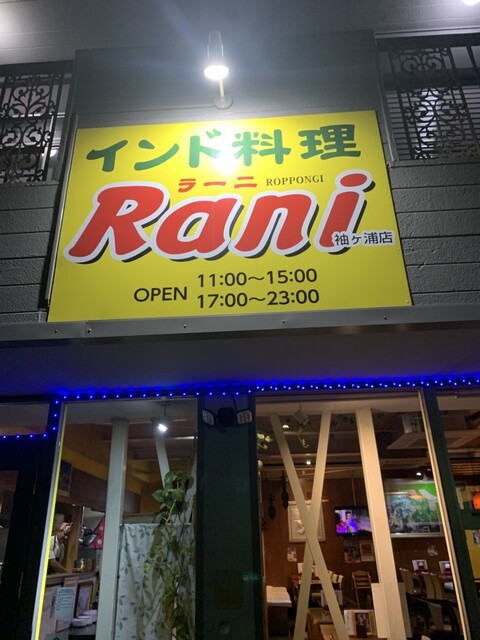 インド料理
ラーニ ROPPONGI
Rani
袖ヶ浦店
OPEN 11:00～15:00
17:00～23:00